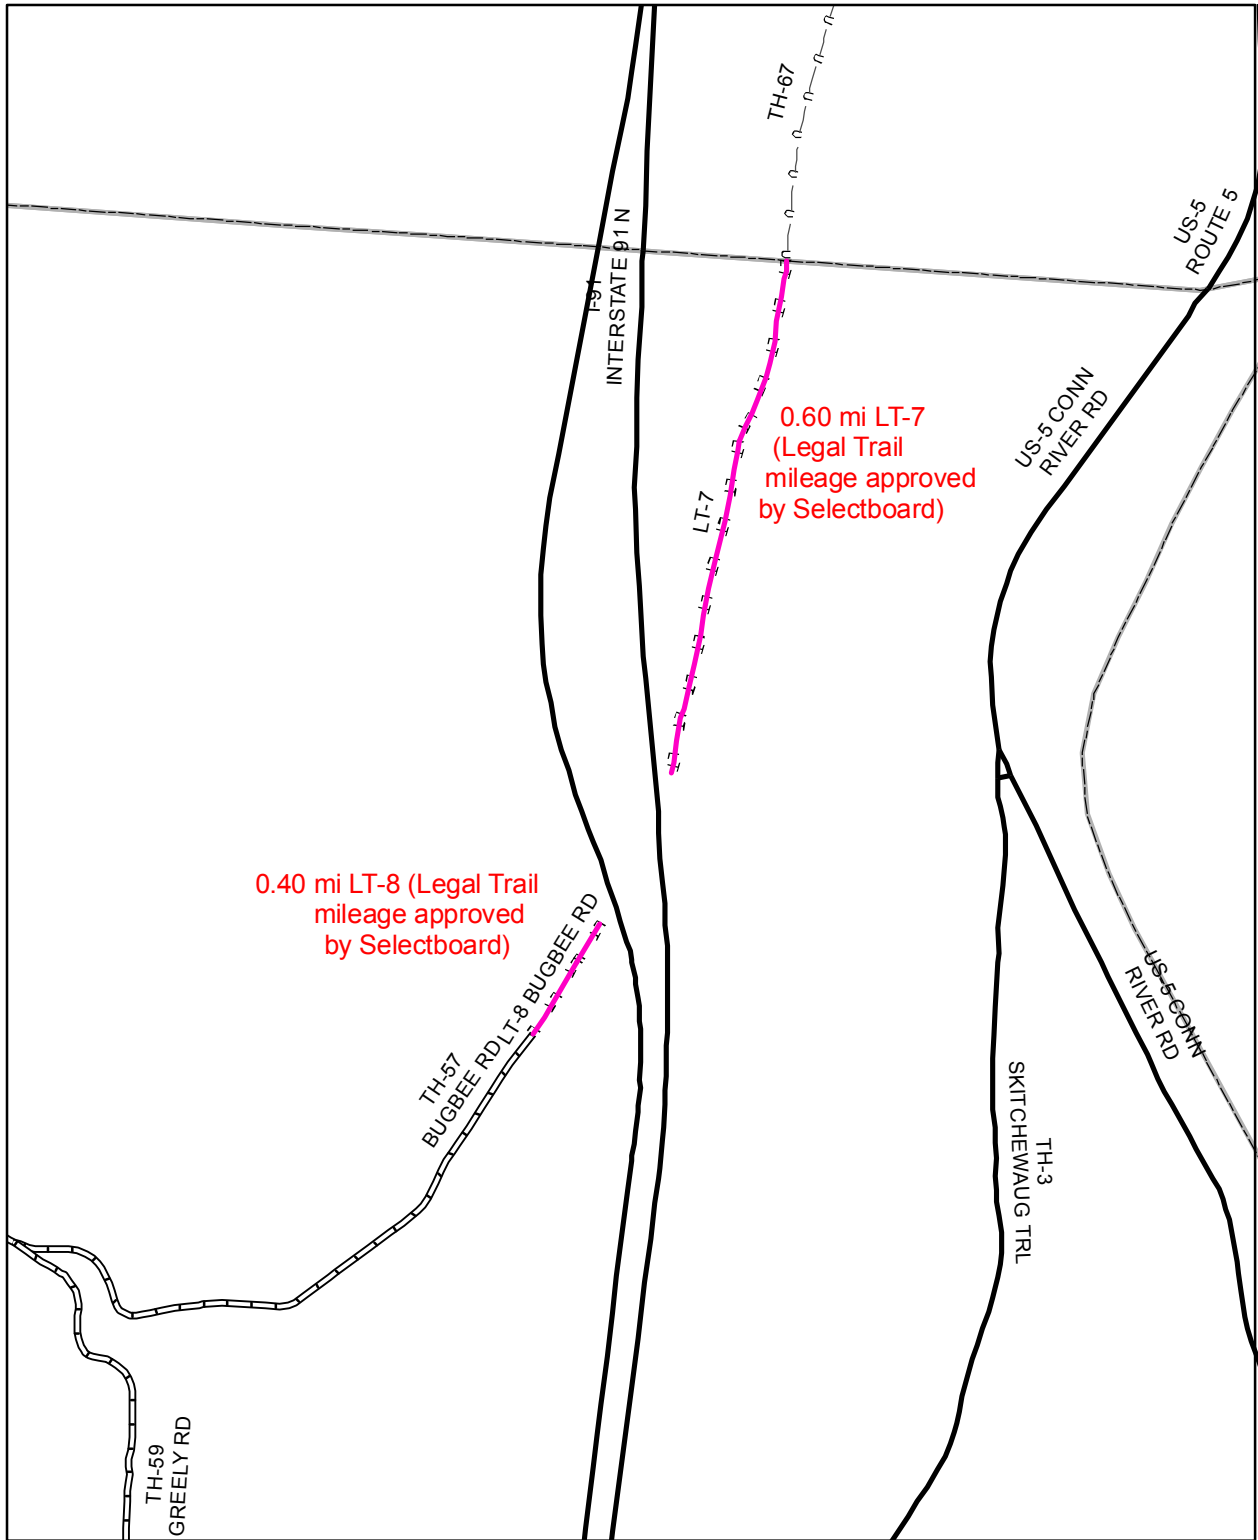 TH-67
US-5
ROUTE 5
I-91
INTERSTATE 91 N
US-5 CONN
RIVER RD
0.60 mi LT-7
(Legal Trail
mileage approved
by Selectboard)
LT-7
0.40 mi LT-8 (Legal Trail
mileage approved
by Selectboard)
LT-8 BUGBEE RD
TH-57
BUGBEE RD
US-5 CONN
RIVER RD
TH-3
SKITCHEWAUG TRL
TH-59
GREELY RD